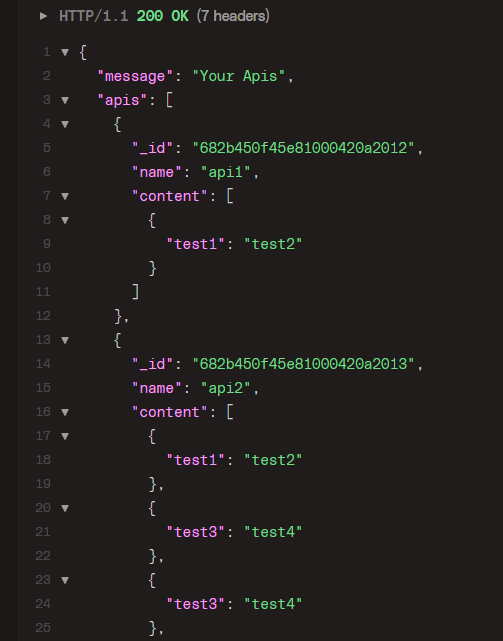 ▶ HTTP/1.1 200 OK (7 headers)
1 ▼ {
2 "message": "Your Apis",
3 ▼ "apis": [
4 ▼ {
5 "_id": "682b450f45e81000420a2012",
6 "name": "api1",
7 ▼ "content": [
8 ▼ {
9 "test1": "test2"
10 }
11 ]
12 },
13 ▼ {
14 "_id": "682b450f45e81000420a2013",
15 "name": "api2",
16 ▼ "content": [
17 ▼ {
18 "test1": "test2"
19 },
20 ▼ {
21 "test3": "test4"
22 },
23 ▼ {
24 "test3": "test4"
25 },